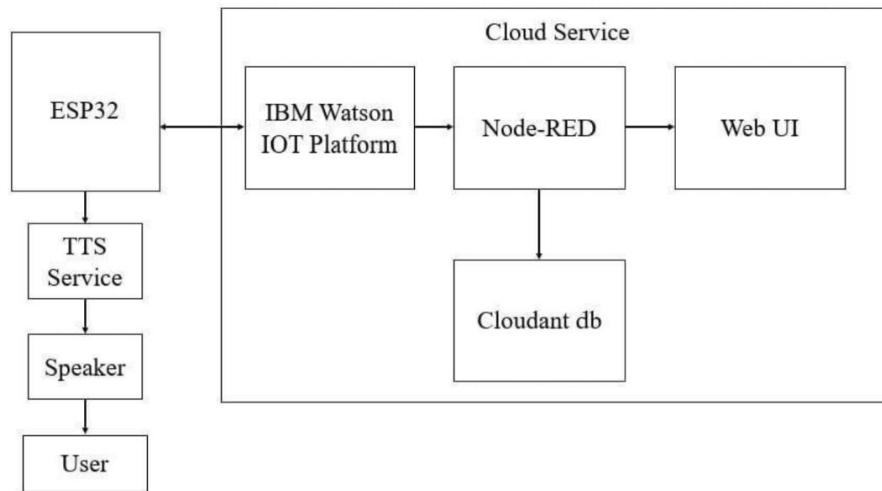 Cloud Service
ESP32
IBM Watson
IOT Platform
Node-RED
Web UI
TTS
Service
Cloudant db
Speaker
User